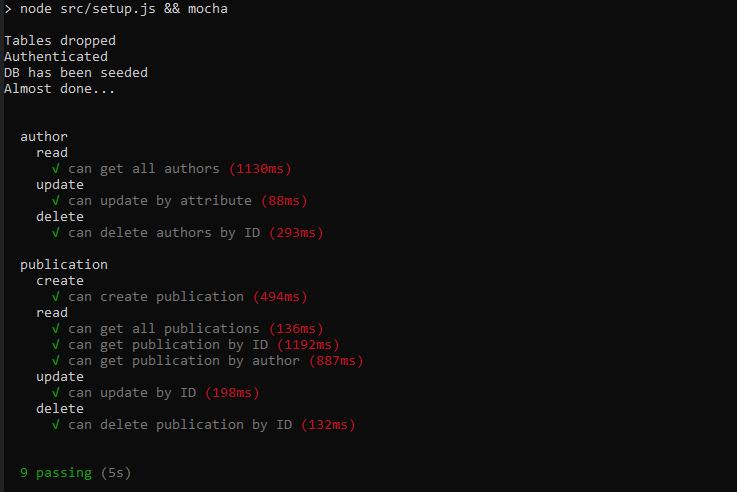 > node src/setup.js && mocha
Tables dropped
Authenticated
DB has been seeded
Almost done...
author
read
√ can get all authors (1130ms)
update
√ can update by attribute (88ms)
delete
√ can delete authors by ID (293ms)
publication
create
√ can create publication (494ms)
read
√ can get all publications (136ms)
√ can get publication by ID (1192ms)
√ can get publication by author (887ms)
update
√ can update by ID (198ms)
delete
√ can delete publication by ID (132ms)
9 passing (5s)